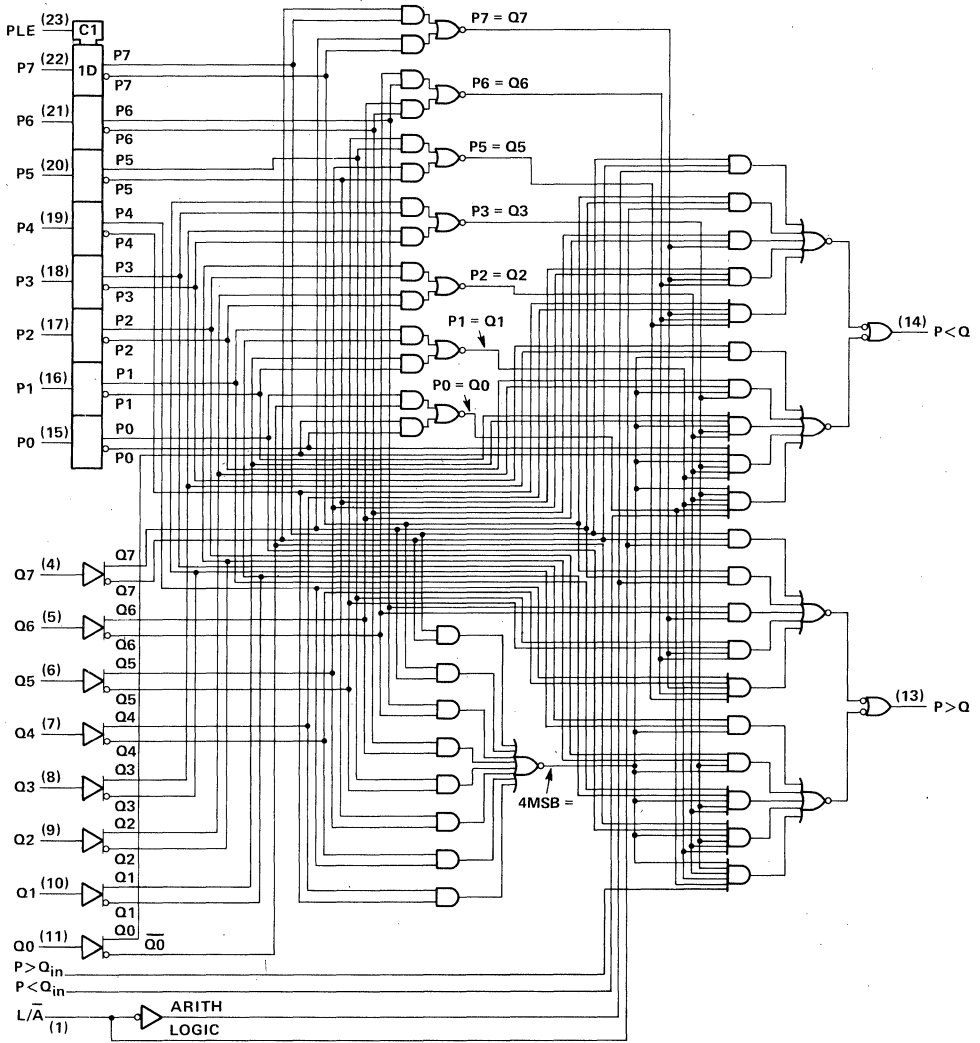 PLE (23) C1
P7 (22) 1D P7
P7
P6 (21) P6
P6
P5 (20) P5
P5
P4 (19) P4
P4
P3 (18) P3
P3
P2 (17) P2
P2
P1 (16) P1
P1
P0 (15) P0
P0
P7 = Q7
P6 = Q6
P5 = Q5
P3 = Q3
P2 = Q2
P1 = Q1
P0 = Q0
(14) P<Q
(13) P>Q
4MSB =
Q7 (4) Q7
Q7
Q6 (5) Q6
Q6
Q5 (6) Q5
Q5
Q4 (7) Q4
Q4
Q3 (8) Q3
Q3
Q2 (9) Q2
Q2
Q1 (10) Q1
Q1
Q0 (11) Q0 Q̅0̅
P>Qin
P<Qin
L/A̅ (1)
ARITH
LOGIC